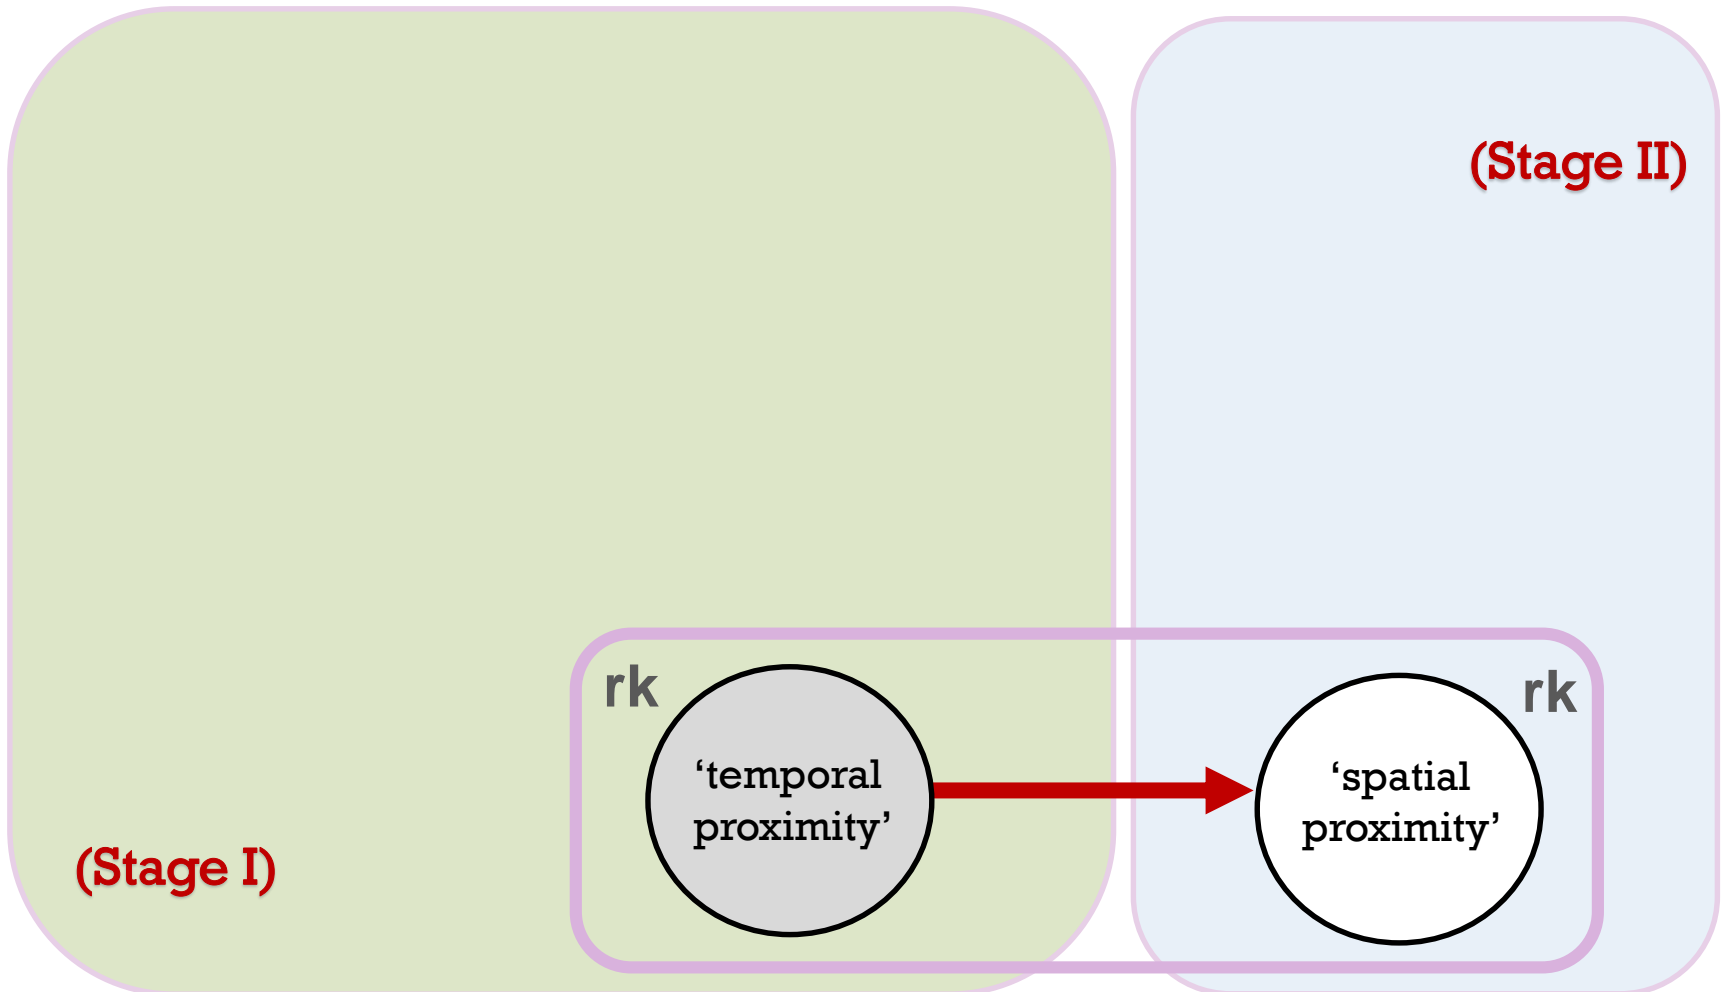 (Stage II)
rk
rk
‘temporal
proximity’
‘spatial
proximity’
(Stage I)